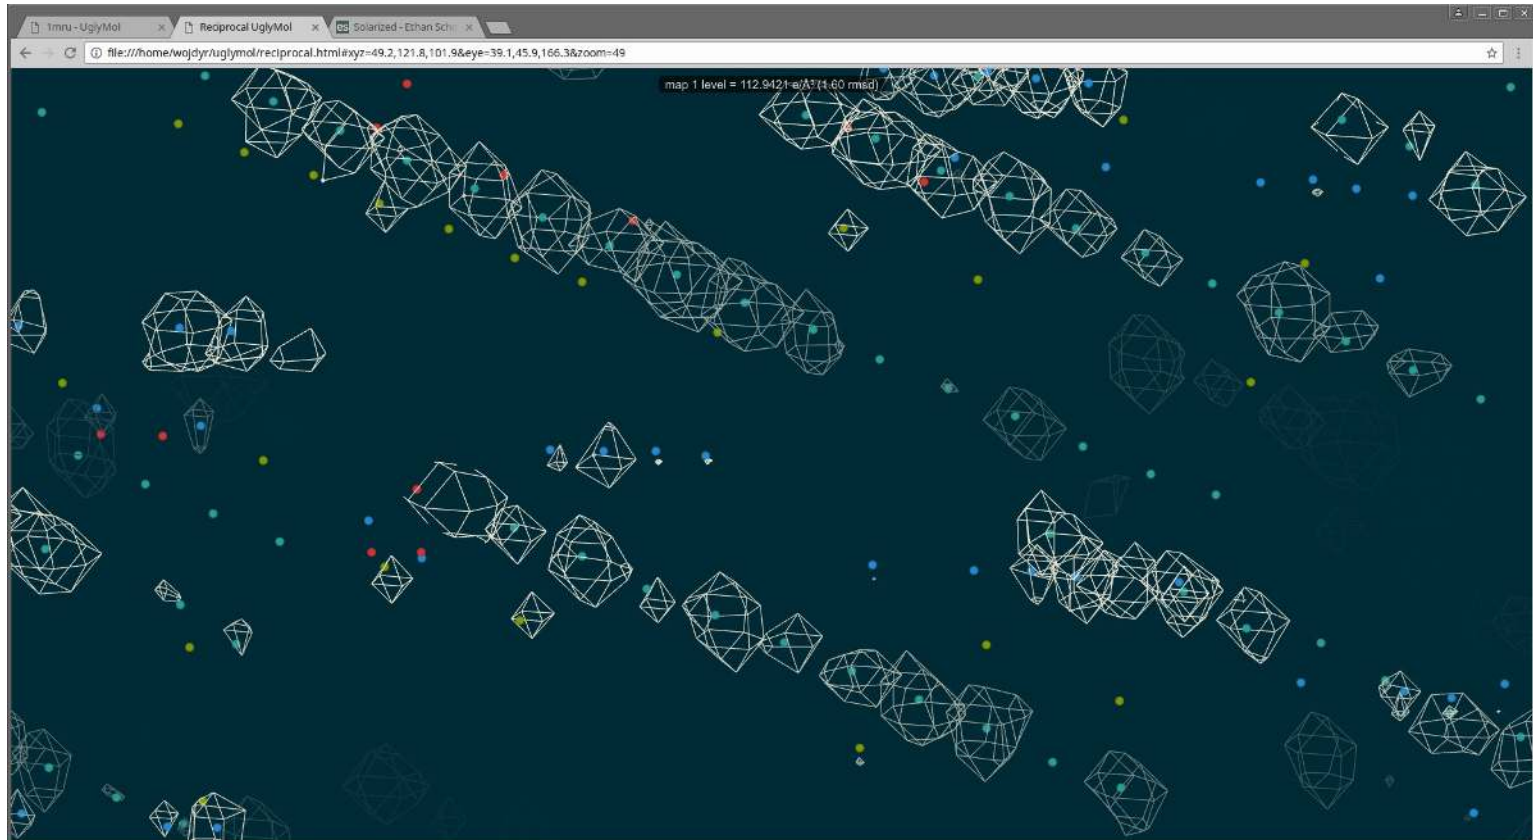 1mru - UglyMol
Reciprocal UglyMol
Solarized - Ethan Scho
file:///home/wojdyr/uglymol/reciprocal.html#xyz=49.2,121.8,101.9&eye=39.1,45.9,166.3&zoom=49
map 1 level = 112.9421 e/Å³ (1.60 rmsd)